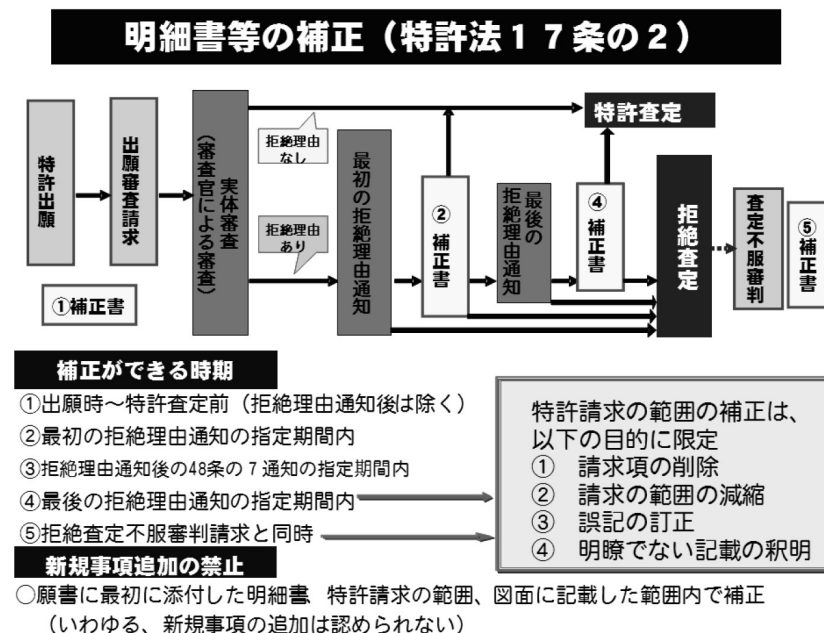 明細書等の補正（特許法１７条の２）
特許出願
出願審査請求
実体審査
（審査官による審査）
拒絶理由
なし
拒絶理由
あり
最初の拒絶理由通知
② 補正書
最後の
拒絶理由通知
④ 補正書
特許査定
拒絶査定
査定不服審判
⑤ 補正書
①補正書
補正ができる時期
①出願時～特許査定前（拒絶理由通知後は除く）
②最初の拒絶理由通知の指定期間内
③拒絶理由通知後の48条の７通知の指定期間内
④最後の拒絶理由通知の指定期間内
⑤拒絶査定不服審判請求と同時
特許請求の範囲の補正は、
以下の目的に限定
① 請求項の削除
② 請求の範囲の減縮
③ 誤記の訂正
④ 明瞭でない記載の釈明
新規事項追加の禁止
○願書に最初に添付した明細書 特許請求の範囲、図面に記載した範囲内で補正
（いわゆる、新規事項の追加は認められない）